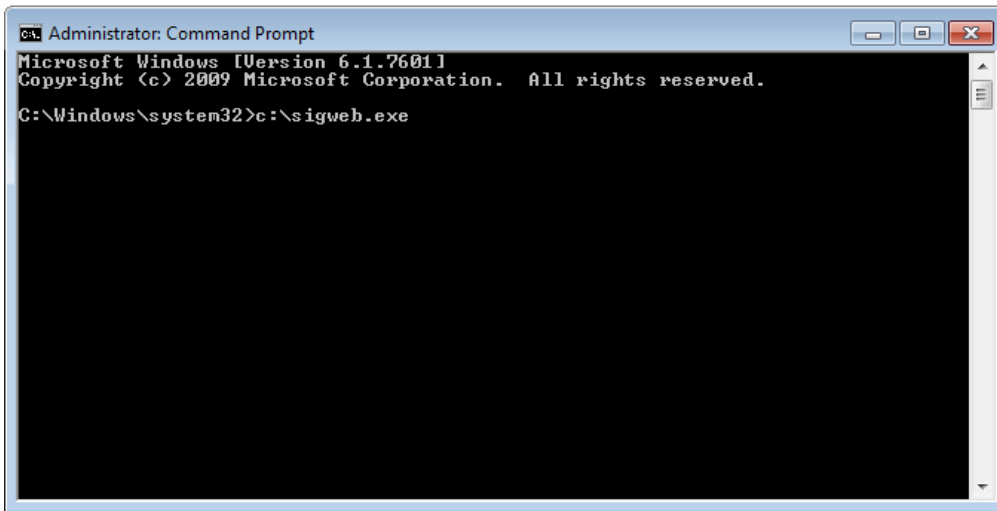 Administrator: Command Prompt
Microsoft Windows [Version 6.1.7601]
Copyright (c) 2009 Microsoft Corporation.  All rights reserved.
C:\Windows\system32>c:\sigweb.exe